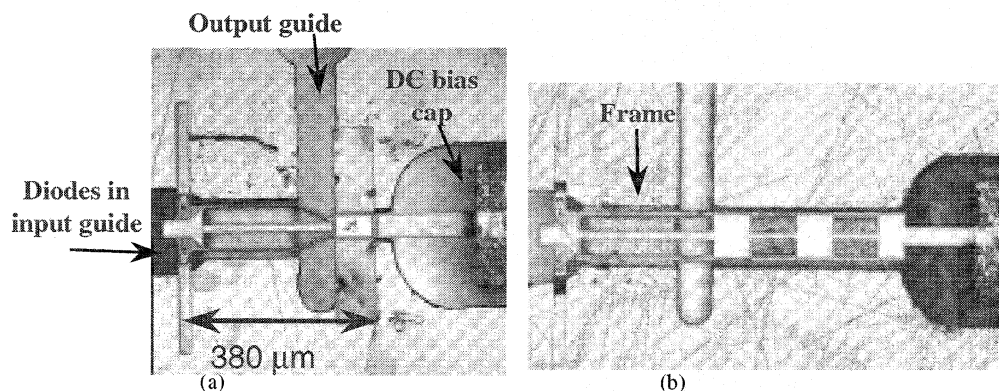 Output guide
DC bias
cap
Diodes in
input guide
380 μm
(a)
Frame
(b)